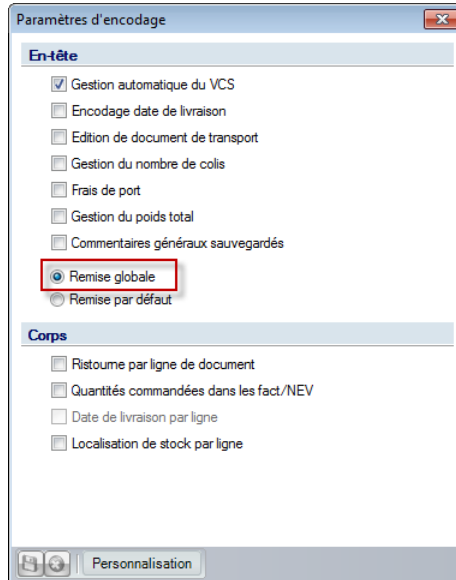 Paramètres d'encodage
En-tête
Gestion automatique du VCS
Encodage date de livraison
Edition de document de transport
Gestion du nombre de colis
Frais de port
Gestion du poids total
Commentaires généraux sauvegardés
Remise globale
Remise par défaut
Corps
Ristourne par ligne de document
Quantités commandées dans les fact/NEV
Date de livraison par ligne
Localisation de stock par ligne
Personnalisation